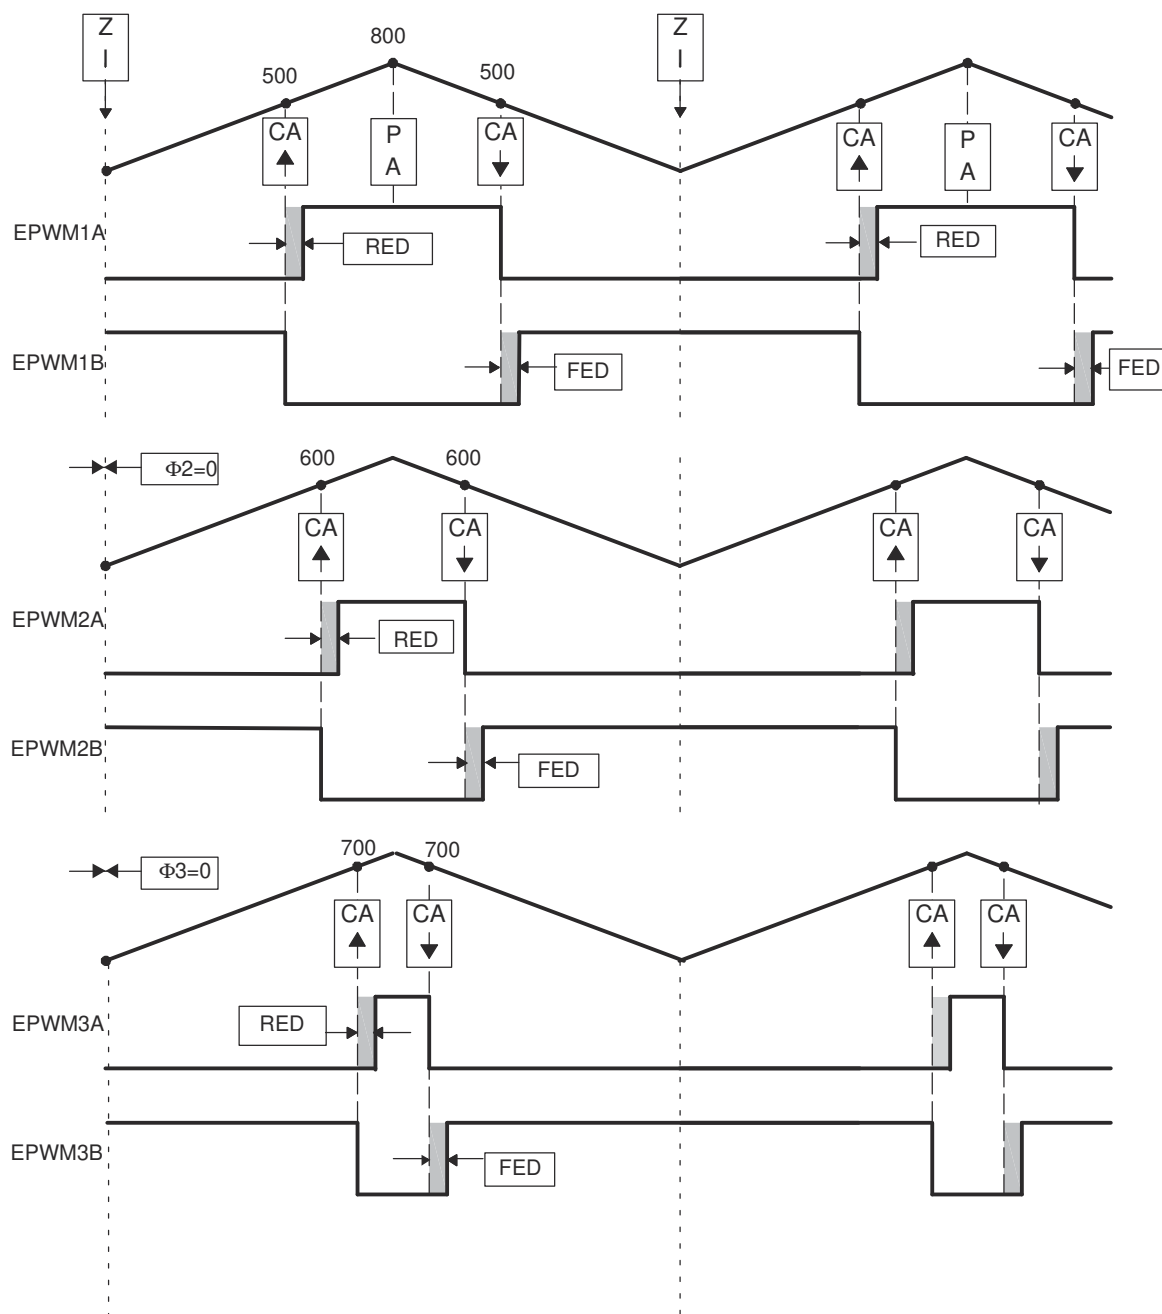 Z
I
Z
I
800
500
500
CA
P
A
CA
CA
P
A
CA
EPWM1A
RED
RED
EPWM1B
FED
FED
Φ2=0
600
600
CA
CA
CA
CA
EPWM2A
RED
EPWM2B
FED
Φ3=0
700
700
CA
CA
CA
CA
EPWM3A
RED
EPWM3B
FED